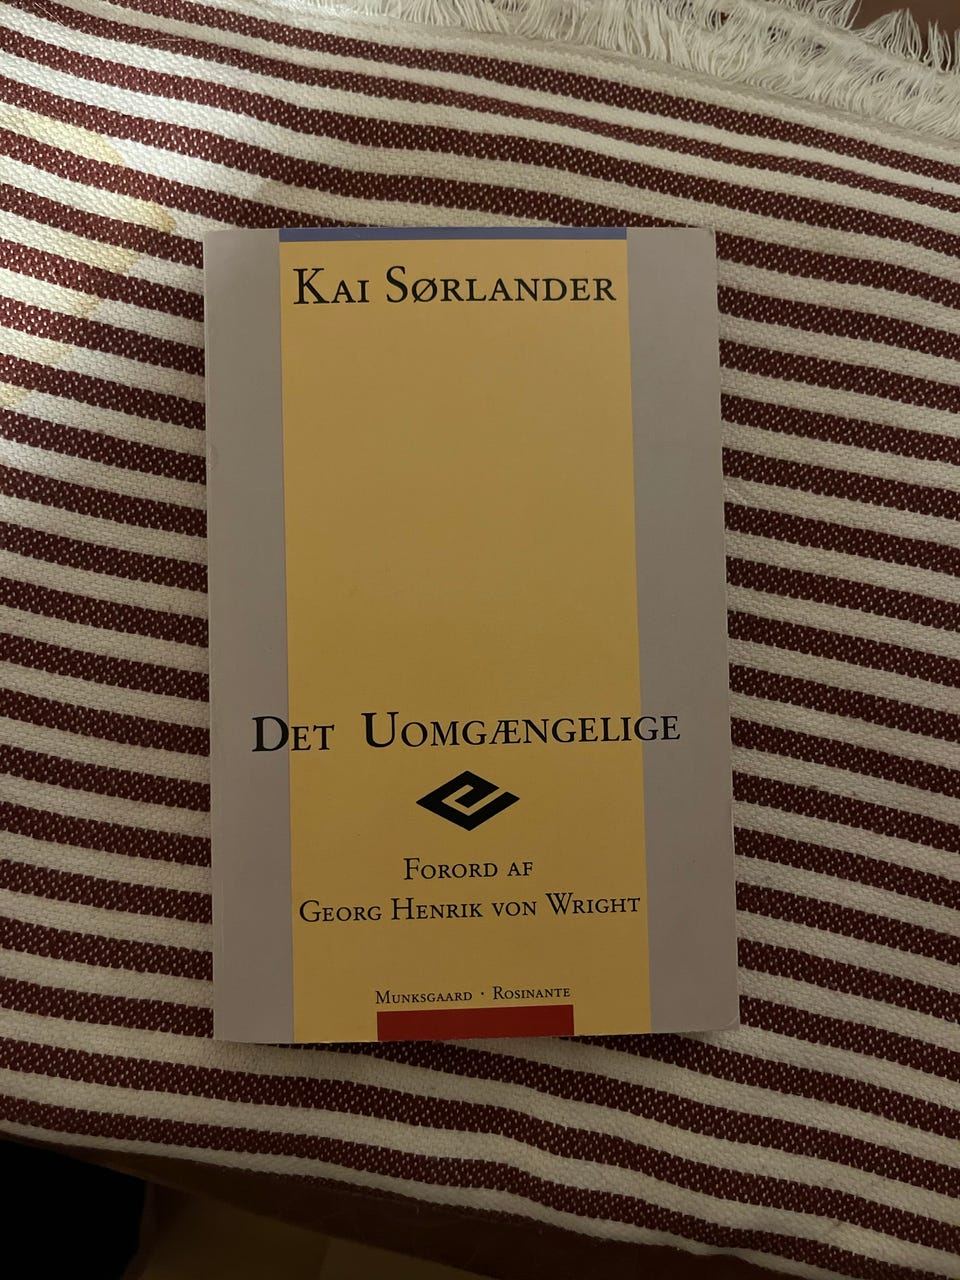 Kai Sørlander
Det Uomgængelige
Forord af
Georg Henrik von Wright
Munksgaard · Rosinante